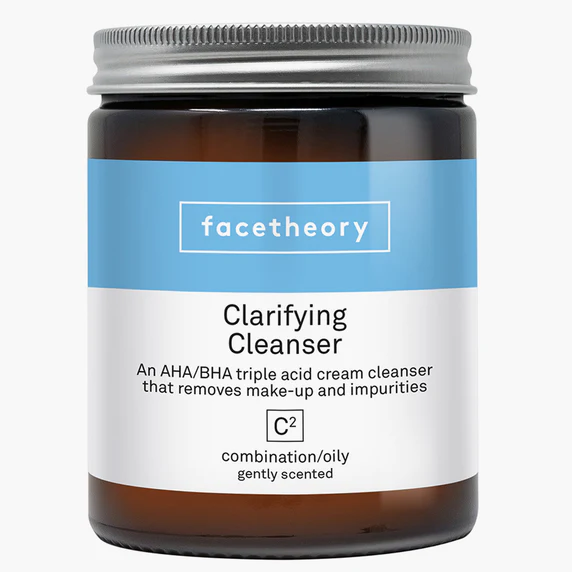 facetheory
Clarifying
Cleanser
An AHA/BHA triple acid cream cleanser
that removes make-up and impurities
C²
combination/oily
gently scented